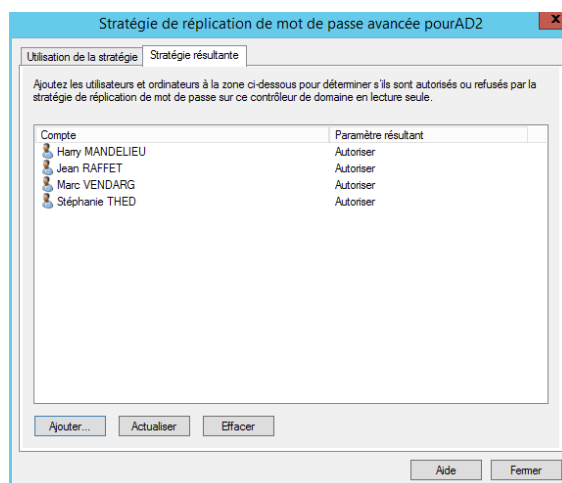 Stratégie de réplication de mot de passe avancée pourAD2
x
Utilisation de la stratégie Stratégie résultante
Ajoutez les utilisateurs et ordinateurs à la zone ci-dessous pour déterminer s'ils sont autorisés ou refusés par la
stratégie de réplication de mot de passe sur ce contrôleur de domaine en lecture seule.
Compte Paramètre résultant
Harry MANDELIEU Autoriser
Jean RAFFET Autoriser
Marc VENDARG Autoriser
Stéphanie THED Autoriser
Ajouter... Actualiser Effacer
Aide Fermer